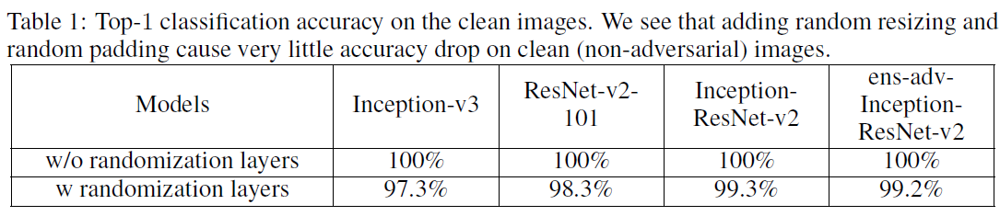 Table 1: Top-1 classification accuracy on the clean images. We see that adding random resizing and
random padding cause very little accuracy drop on clean (non-adversarial) images.
Models Inception-v3 ResNet-v2-101 Inception-ResNet-v2 ens-adv-Inception-ResNet-v2
w/o randomization layers 100% 100% 100% 100%
w randomization layers 97.3% 98.3% 99.3% 99.2%